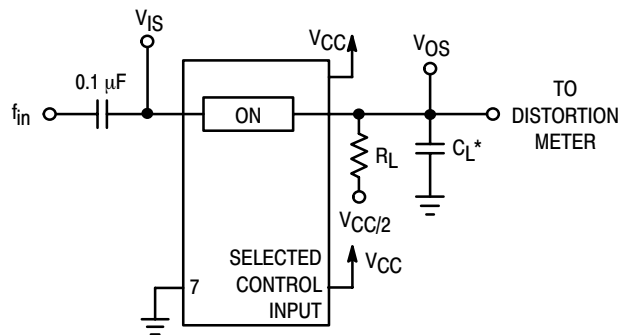 V_IS
V_CC
V_OS
0.1 μF
f_in
ON
TO
DISTORTION
METER
R_L
C_L*
V_CC/2
SELECTED
CONTROL
INPUT
V_CC
7